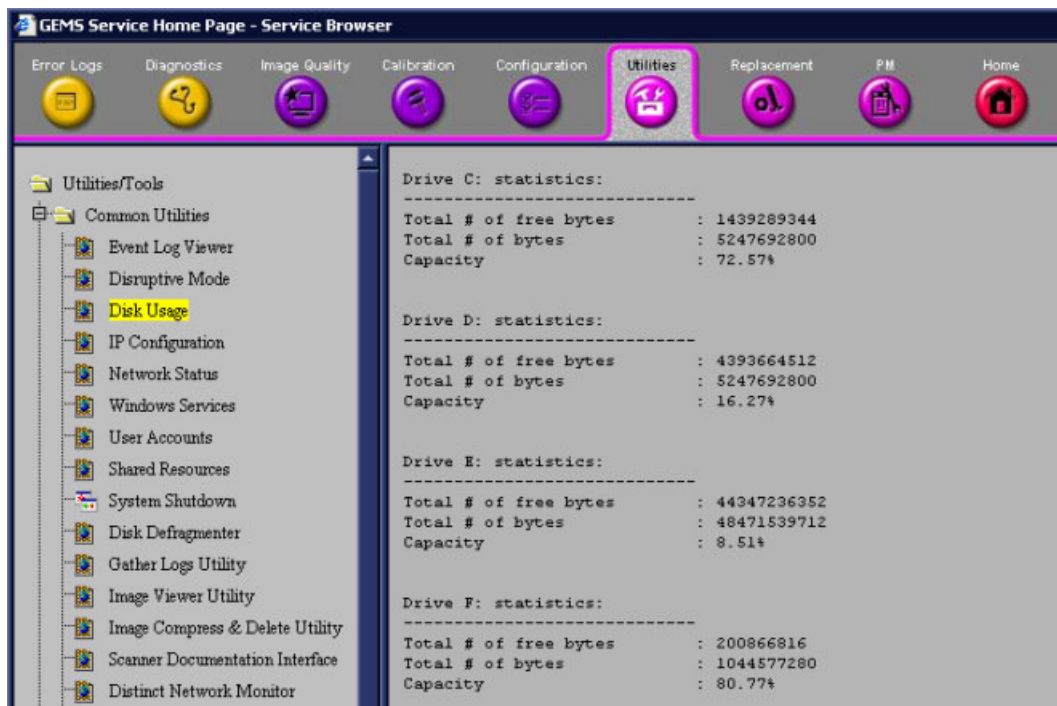 GEMS Service Home Page - Service Browser
Error Logs
Diagnostics
Image Quality
Calibration
Configuration
Utilities
Replacement
PM
Home
Utilities/Tools
Common Utilities
Event Log Viewer
Disruptive Mode
Disk Usage
IP Configuration
Network Status
Windows Services
User Accounts
Shared Resources
System Shutdown
Disk Defragmenter
Gather Logs Utility
Image Viewer Utility
Image Compress & Delete Utility
Scanner Documentation Interface
Distinct Network Monitor
Drive C: statistics:
------------------------------
Total # of free bytes : 1439289344
Total # of bytes : 5247692800
Capacity : 72.57%
Drive D: statistics:
------------------------------
Total # of free bytes : 4393664512
Total # of bytes : 5247692800
Capacity : 16.27%
Drive E: statistics:
------------------------------
Total # of free bytes : 44347236352
Total # of bytes : 48471539712
Capacity : 8.51%
Drive F: statistics:
------------------------------
Total # of free bytes : 200866816
Total # of bytes : 1044577280
Capacity : 80.77%